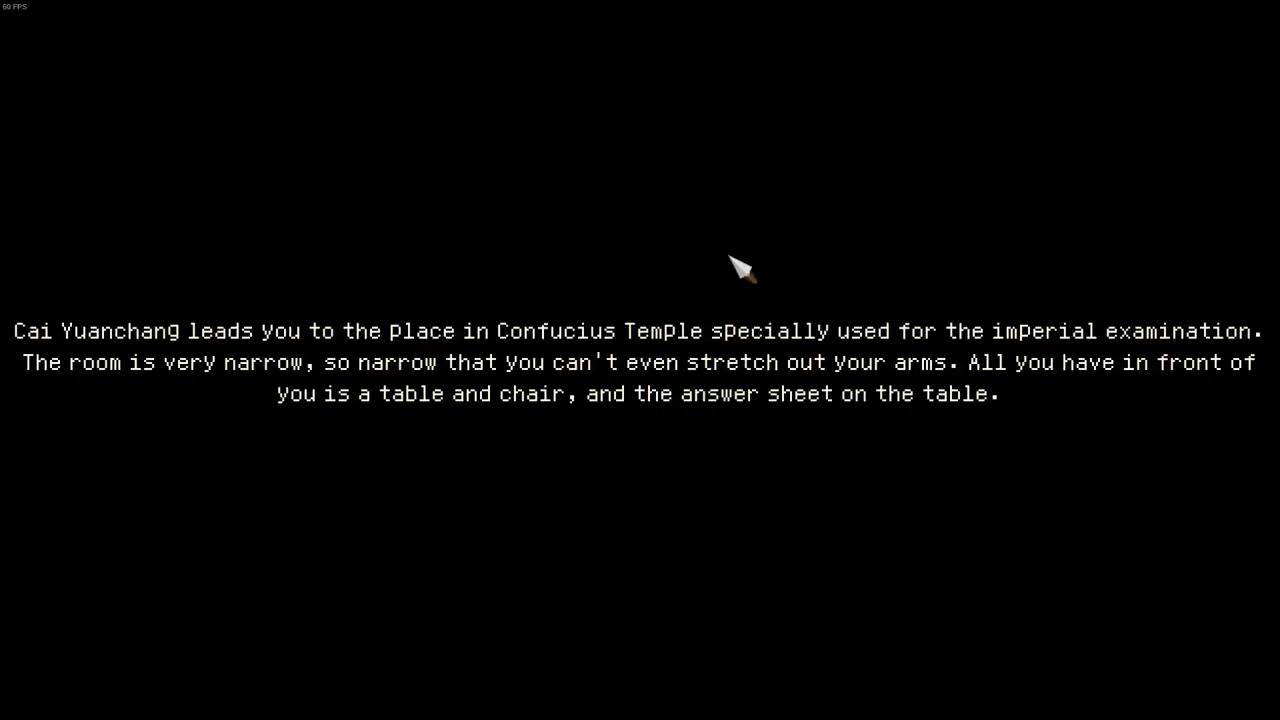 60 FPS
Cai Yuanchang leads you to the place in Confucius Temple specially used for the imperial examination.
The room is very narrow, so narrow that you can't even stretch out your arms. All you have in front of
you is a table and chair, and the answer sheet on the table.